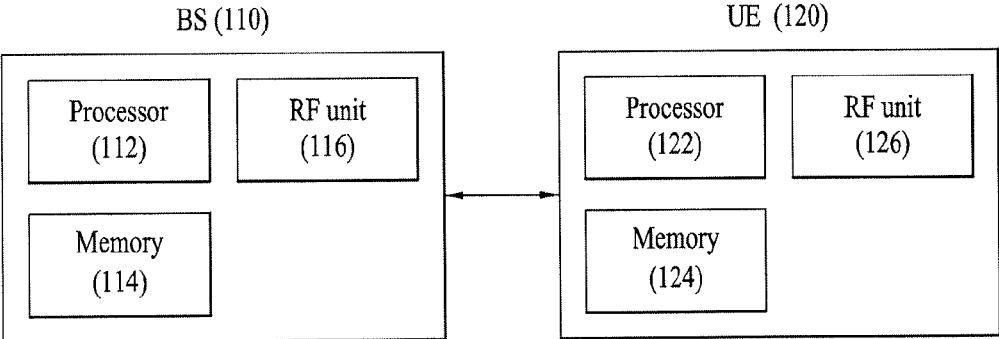 BS (110)
Processor
(112)
RF unit
(116)
Memory
(114)
UE (120)
Processor
(122)
RF unit
(126)
Memory
(124)